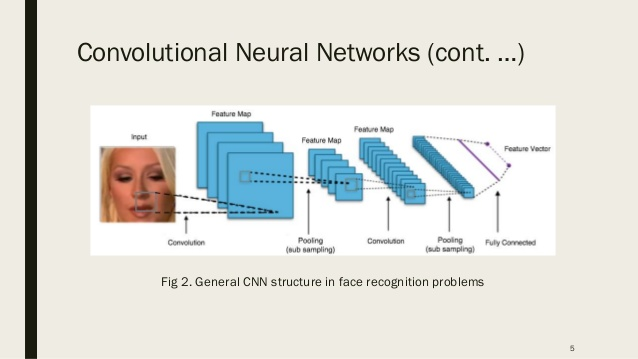 Convolutional Neural Networks (cont. …)
Feature Map
Input
Feature Map
Feature Map
Feature Vector
Convolution
Pooling
(sub sampling)
Convolution
Pooling
(sub sampling)
Fully Connected
Fig 2. General CNN structure in face recognition problems
5